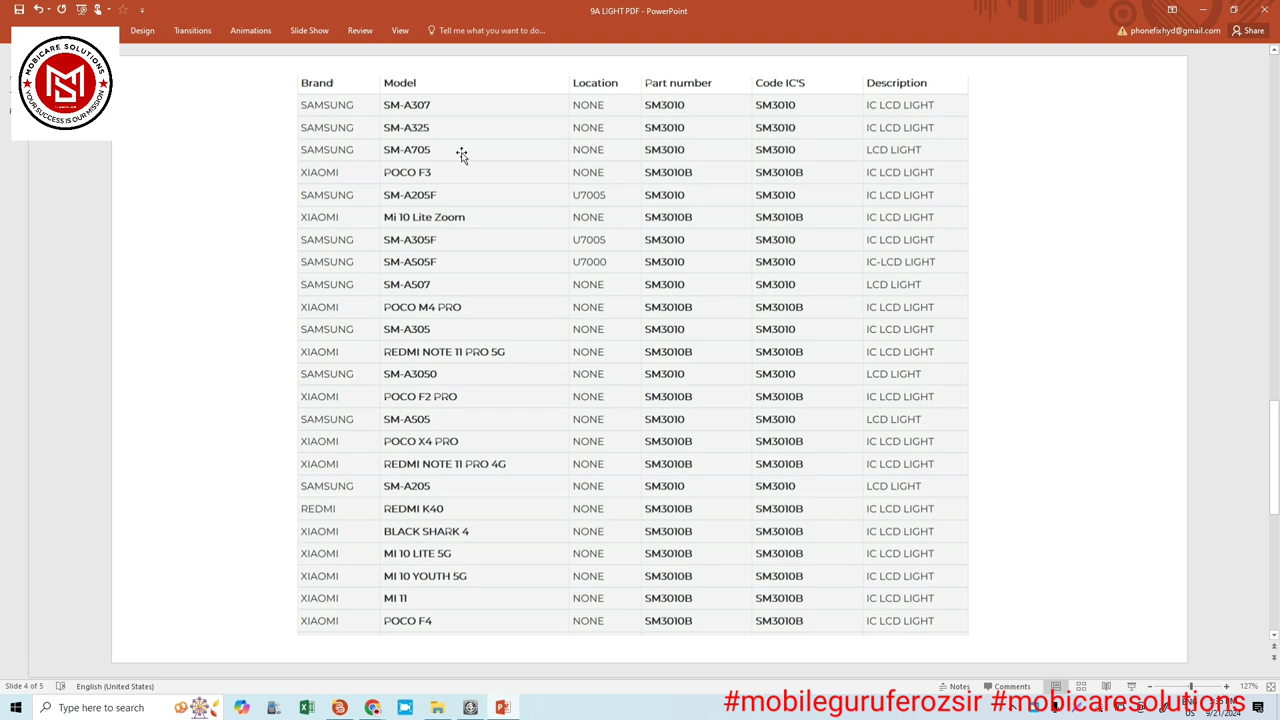 9A LIGHT PDF - PowerPoint
Design Transitions Animations Slide Show Review View Tell me what you want to do... phonefixhyd@gmail.com Share
MOBICARE SOLUTIONS
MS
YOUR SUCCESS IS OUR MISSION
Brand Model Location Part number Code IC'S Description
SAMSUNG SM-A307 NONE SM3010 SM3010 IC LCD LIGHT
SAMSUNG SM-A325 NONE SM3010 SM3010 IC LCD LIGHT
SAMSUNG SM-A705 NONE SM3010 SM3010 LCD LIGHT
XIAOMI POCO F3 NONE SM3010B SM3010B IC LCD LIGHT
SAMSUNG SM-A205F U7005 SM3010 SM3010 IC LCD LIGHT
XIAOMI Mi 10 Lite Zoom NONE SM3010B SM3010B IC LCD LIGHT
SAMSUNG SM-A305F U7005 SM3010 SM3010 IC LCD LIGHT
SAMSUNG SM-A505F U7000 SM3010 SM3010 IC-LCD LIGHT
SAMSUNG SM-A507 NONE SM3010 SM3010 LCD LIGHT
XIAOMI POCO M4 PRO NONE SM3010B SM3010B IC LCD LIGHT
SAMSUNG SM-A305 NONE SM3010 SM3010 IC LCD LIGHT
XIAOMI REDMI NOTE 11 PRO 5G NONE SM3010B SM3010B IC LCD LIGHT
SAMSUNG SM-A3050 NONE SM3010 SM3010 LCD LIGHT
XIAOMI POCO F2 PRO NONE SM3010B SM3010B IC LCD LIGHT
SAMSUNG SM-A505 NONE SM3010 SM3010 LCD LIGHT
XIAOMI POCO X4 PRO NONE SM3010B SM3010B IC LCD LIGHT
XIAOMI REDMI NOTE 11 PRO 4G NONE SM3010B SM3010B IC LCD LIGHT
SAMSUNG SM-A205 NONE SM3010 SM3010 LCD LIGHT
REDMI REDMI K40 NONE SM3010B SM3010B IC LCD LIGHT
XIAOMI BLACK SHARK 4 NONE SM3010B SM3010B IC LCD LIGHT
XIAOMI MI 10 LITE 5G NONE SM3010B SM3010B IC LCD LIGHT
XIAOMI MI 10 YOUTH 5G NONE SM3010B SM3010B IC LCD LIGHT
XIAOMI MI 11 NONE SM3010B SM3010B IC LCD LIGHT
XIAOMI POCO F4 NONE SM3010B SM3010B IC LCD LIGHT
Slide 4 of 5 English (United States) Notes Comments 127%
Type here to search
#mobileguruferozsir #mobicaresolutions
ENG
US 9/21/2024